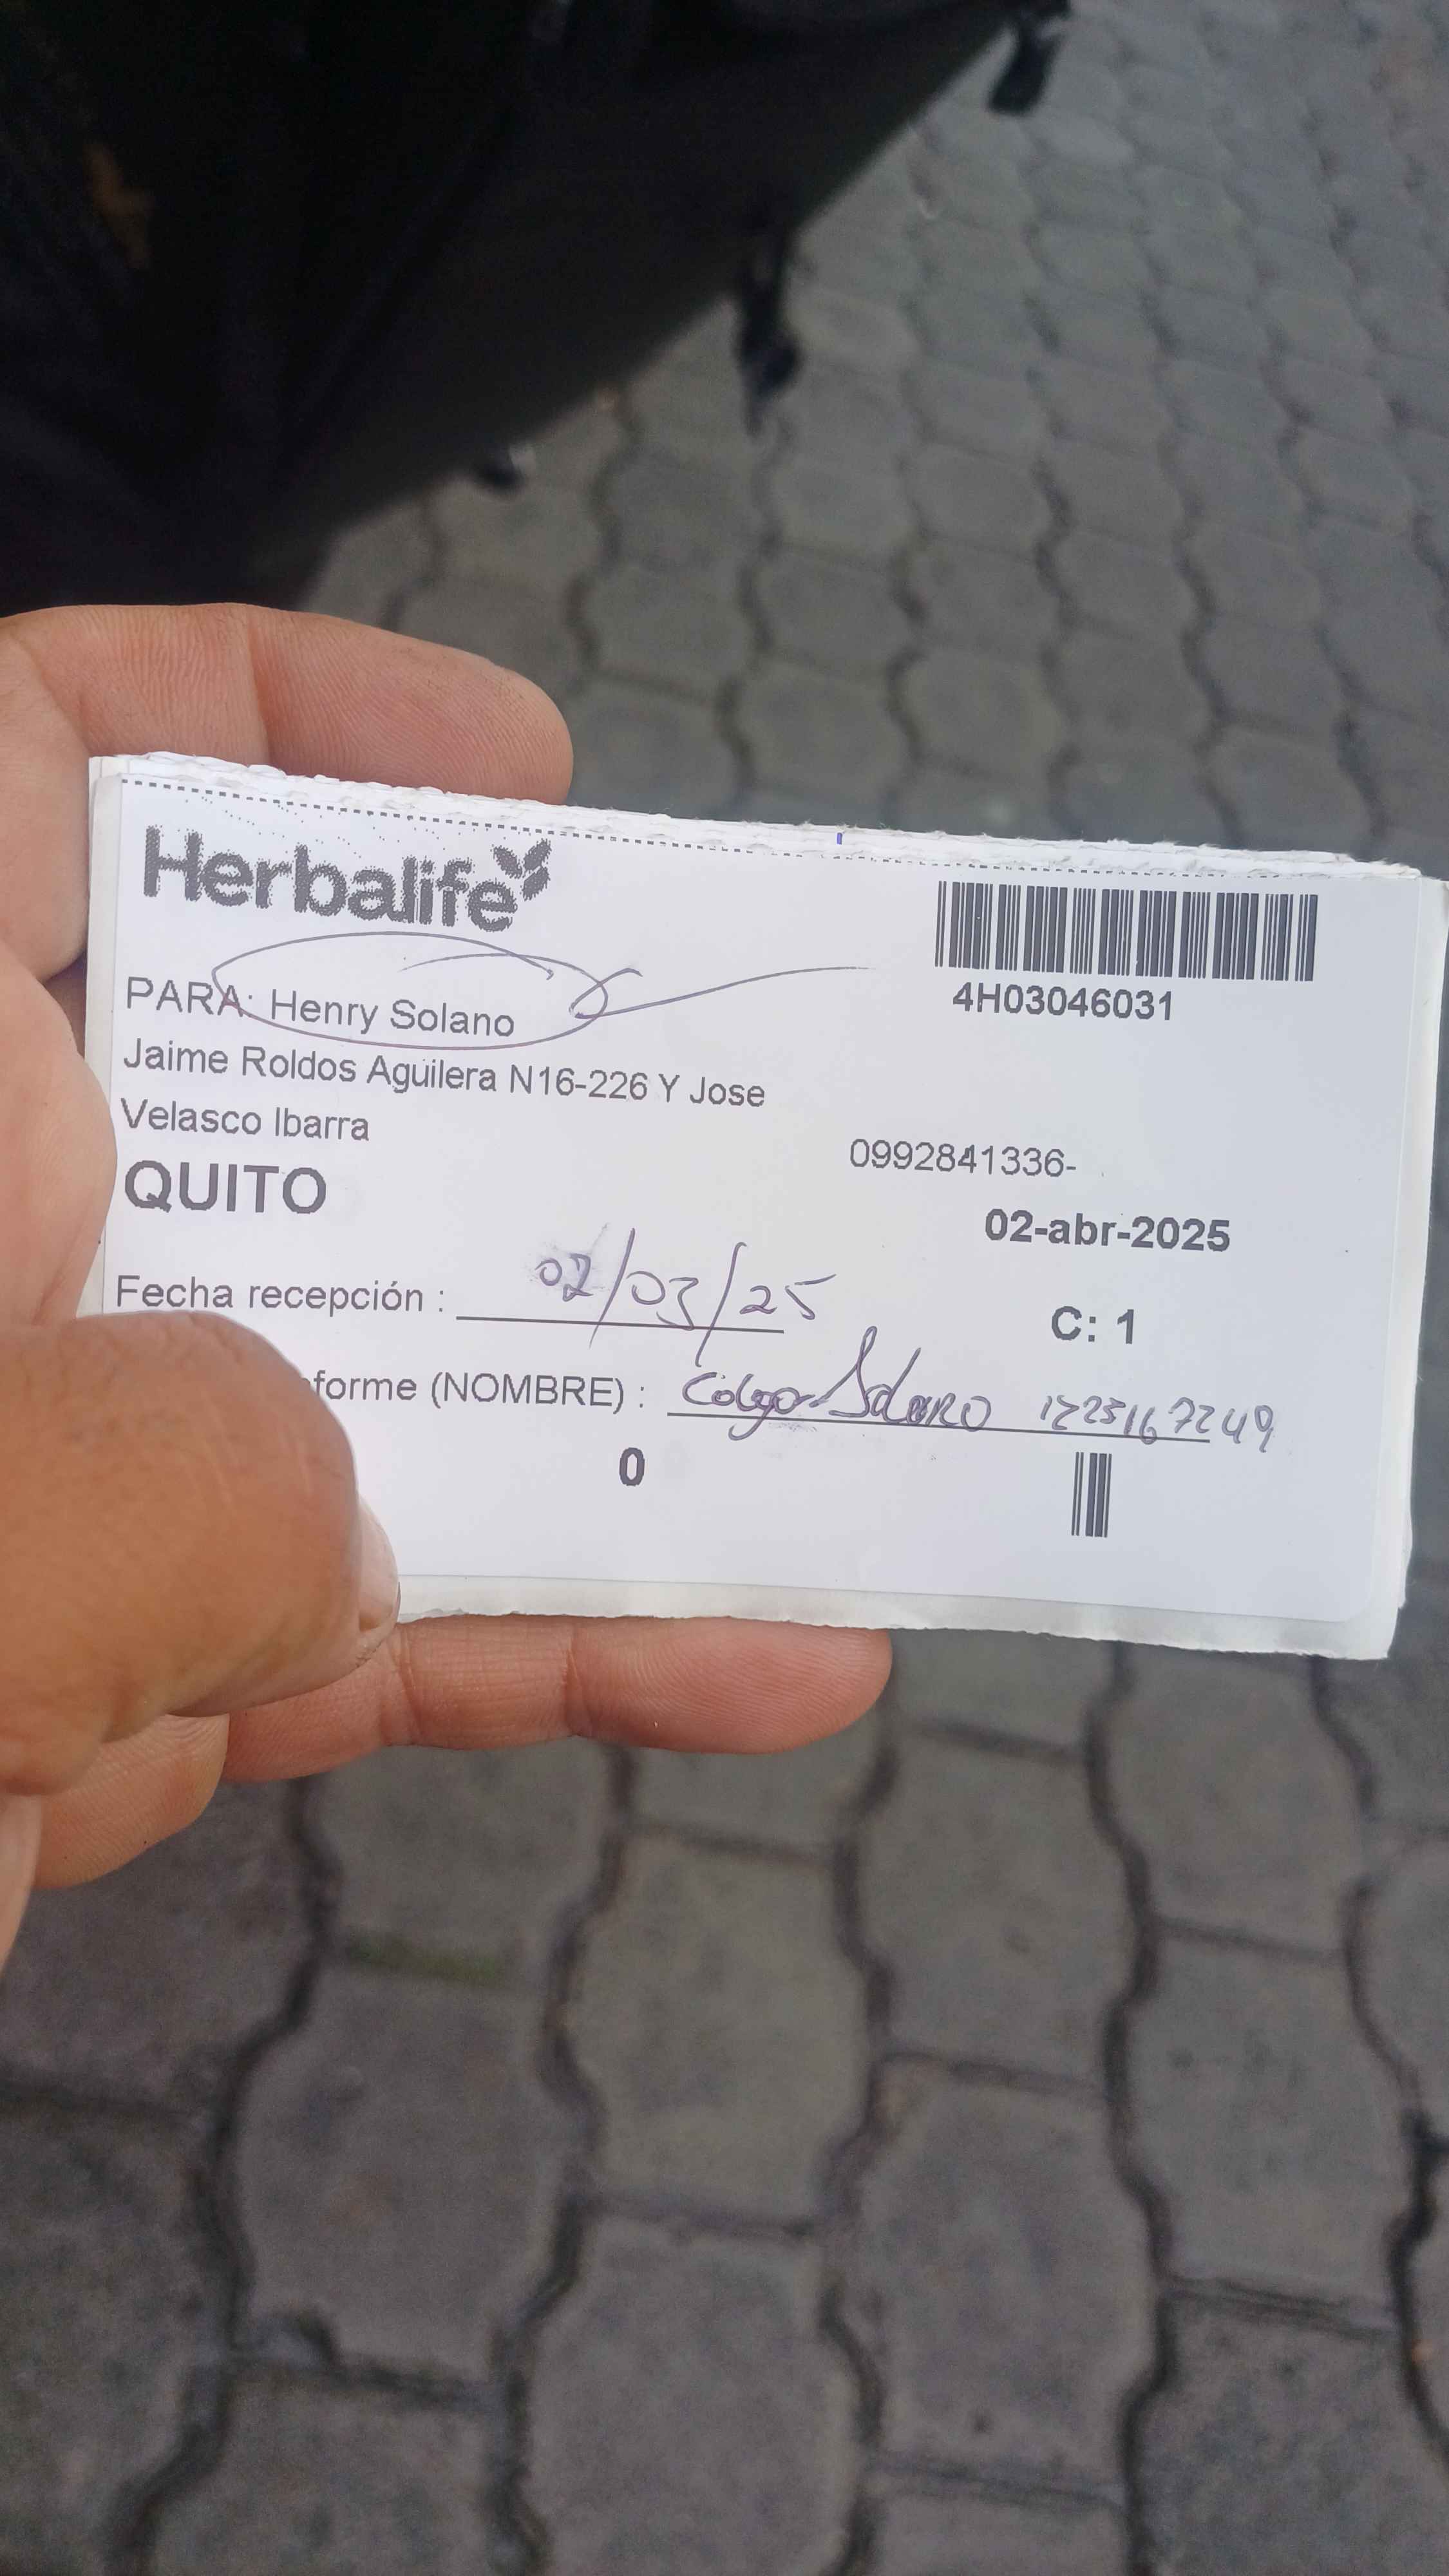 Herbalife
4H03046031
PARA: Henry Solano
Jaime Roldos Aguilera N16-226 Y Jose
Velasco Ibarra
0992841336-
QUITO
02-abr-2025
Fecha recepción : 02/03/25
C: 1
forme (NOMBRE) : Solano
0